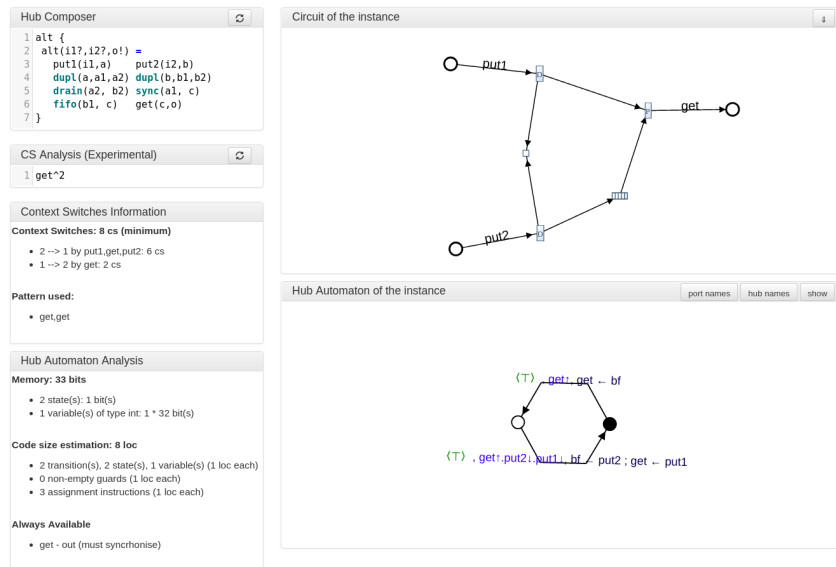 Hub Composer
1 alt {
2 alt(i1?,i2?,o!) =
3 put1(i1,a) put2(i2,b)
4 dupl(a,a1,a2) dupl(b,b1,b2)
5 drain(a2, b2) sync(a1, c)
6 fifo(b1, c) get(c,o)
7 }
CS Analysis (Experimental)
1 get^2
Context Switches Information
Context Switches: 8 cs (minimum)
2 --> 1 by put1,get,put2: 6 cs
1 --> 2 by get: 2 cs
Pattern used:
get,get
Hub Automaton Analysis
Memory: 33 bits
2 state(s): 1 bit(s)
1 variable(s) of type int: 1 * 32 bit(s)
Code size estimation: 8 loc
2 transition(s), 2 state(s), 1 variable(s) (1 loc each)
0 non-empty guards (1 loc each)
3 assignment instructions (1 loc each)
Always Available
get - out (must syncrhonise)
Circuit of the instance
⇓
put1
D
get
put2
D
Hub Automaton of the instance
port names hub names show
⟨⊤⟩ , get↑, get ← bf
⟨⊤⟩ , get↑.put2↓.put1↓, bf ← put2 ; get ← put1